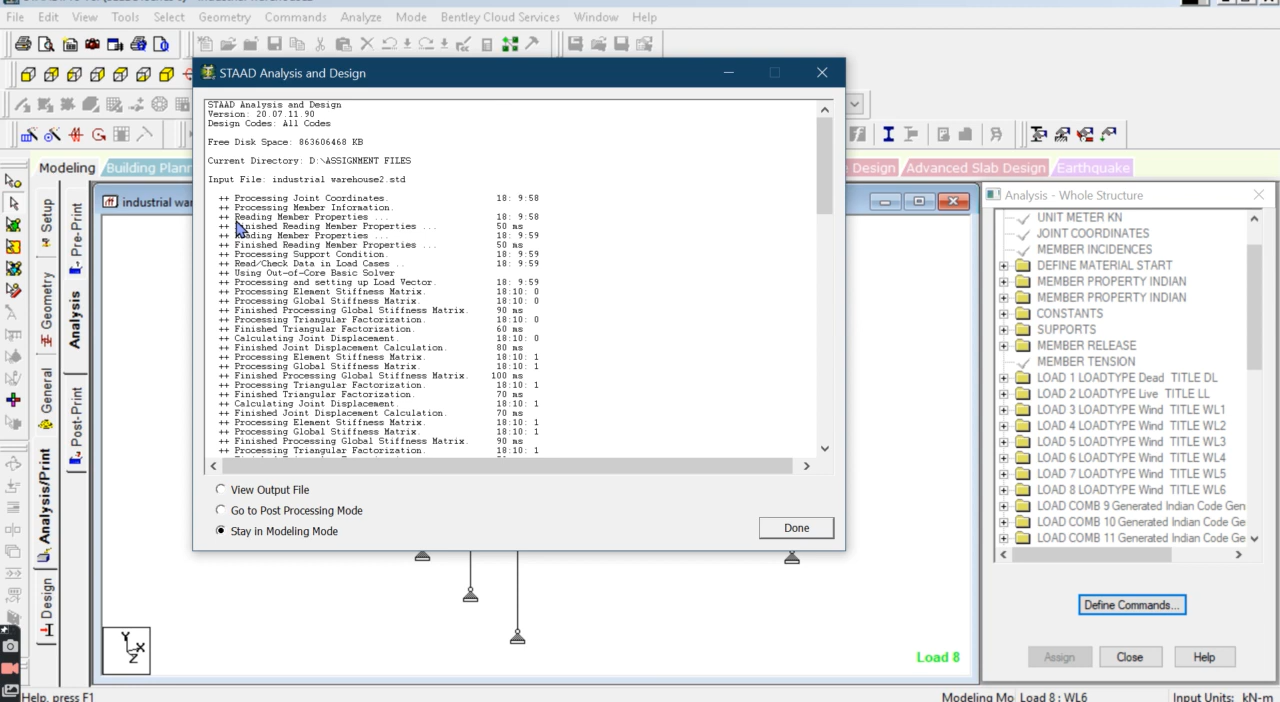 File Edit View Tools Select Geometry Commands Analyze Mode Bentley Cloud Services Window Help
STAAD Analysis and Design
STAAD Analysis and Design
Version: 20.07.11.90
Design Codes: All Codes
Free Disk Space: 863606468 KB
Current Directory: D:\ASSIGNMENT FILES
Input File: industrial warehouse2.std
++ Processing Joint Coordinates. 18: 9:58
++ Processing Member Information.
++ Reading Member Properties ... 18: 9:58
++ Finished Reading Member Properties ... 50 ms
++ Reading Member Properties ... 18: 9:59
++ Finished Reading Member Properties ... 50 ms
++ Processing Support Condition. 18: 9:59
++ Read/Check Data in Load Cases .. 18: 9:59
++ Using Out-of-Core Basic Solver
++ Processing and setting up Load Vector. 18: 9:59
++ Processing Element Stiffness Matrix. 18:10: 0
++ Processing Global Stiffness Matrix. 18:10: 0
++ Finished Processing Global Stiffness Matrix. 90 ms
++ Processing Triangular Factorization. 18:10: 0
++ Finished Triangular Factorization. 60 ms
++ Calculating Joint Displacement. 18:10: 0
++ Finished Joint Displacement Calculation. 80 ms
++ Processing Element Stiffness Matrix. 18:10: 1
++ Processing Global Stiffness Matrix. 18:10: 1
++ Finished Processing Global Stiffness Matrix. 100 ms
++ Processing Triangular Factorization. 18:10: 1
++ Finished Triangular Factorization. 70 ms
++ Calculating Joint Displacement. 18:10: 1
++ Finished Joint Displacement Calculation. 70 ms
++ Processing Element Stiffness Matrix. 18:10: 1
++ Processing Global Stiffness Matrix. 18:10: 1
++ Finished Processing Global Stiffness Matrix. 90 ms
++ Processing Triangular Factorization. 18:10: 1
View Output File
Go to Post Processing Mode
Stay in Modeling Mode
Done
Modeling
Building Plann
Design
Advanced Slab Design
Earthquake
industrial war
Setup
Geometry
General
Analysis/Print
Design
Pre-Print
Analysis
Post-Print
Y
X
Z
Load 8
Analysis - Whole Structure
UNIT METER KN
JOINT COORDINATES
MEMBER INCIDENCES
DEFINE MATERIAL START
MEMBER PROPERTY INDIAN
MEMBER PROPERTY INDIAN
CONSTANTS
SUPPORTS
MEMBER RELEASE
MEMBER TENSION
LOAD 1 LOADTYPE Dead TITLE DL
LOAD 2 LOADTYPE Live TITLE LL
LOAD 3 LOADTYPE Wind TITLE WL1
LOAD 4 LOADTYPE Wind TITLE WL2
LOAD 5 LOADTYPE Wind TITLE WL3
LOAD 6 LOADTYPE Wind TITLE WL4
LOAD 7 LOADTYPE Wind TITLE WL5
LOAD 8 LOADTYPE Wind TITLE WL6
LOAD COMB 9 Generated Indian Code Gen
LOAD COMB 10 Generated Indian Code Ge
LOAD COMB 11 Generated Indian Code Ge
Define Commands...
Assign Close Help
Help, press F1
Modeling Mo Load 8 : WL6 Input Units: kN-m